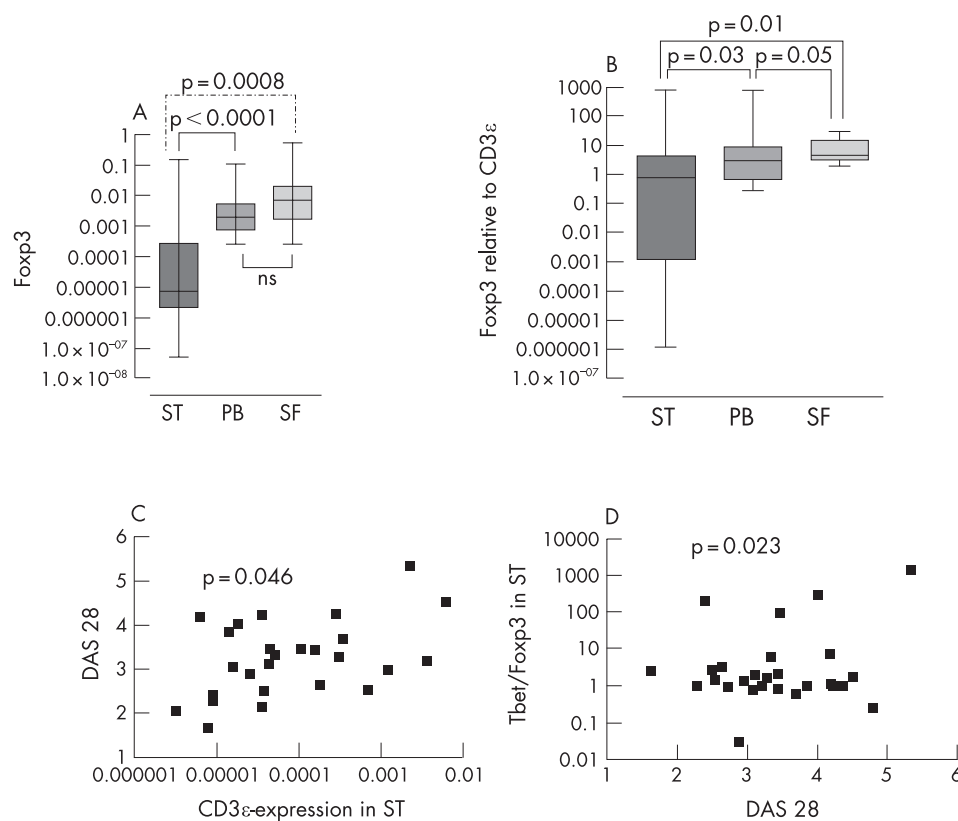 A
p=0.0008
p<0.0001
Foxp3
1
0.1
0.01
0.001
0.0001
0.00001
0.000001
1.0×10⁻⁰⁷
1.0×10⁻⁰⁸
ns
ST PB SF
B
p=0.01
p=0.03 p=0.05
Foxp3 relative to CD3ε
1000
100
10
1
0.1
0.01
0.001
0.0001
0.00001
0.000001
1.0×10⁻⁰⁷
ST PB SF
C
p=0.046
DAS 28
6
5
4
3
2
1
0.000001 0.00001 0.0001 0.001 0.01
CD3ε-expression in ST
D
p=0.023
Tbet/Foxp3 in ST
10000
1000
100
10
1
0.1
0.01
1 2 3 4 5 6
DAS 28